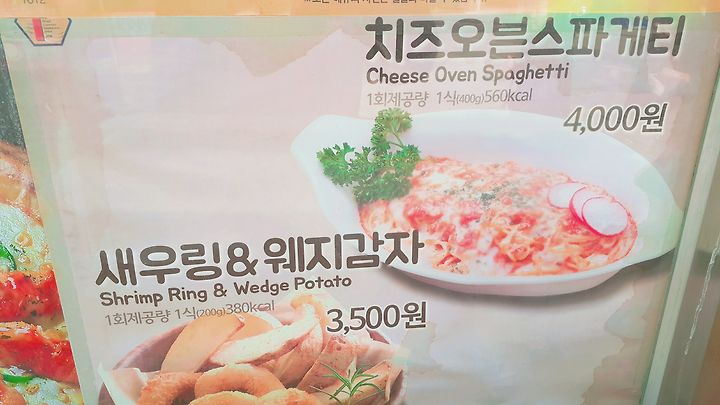 치즈오븐스파게티
Cheese Oven Spaghetti
1회제공량 1식(400g)560kcal
4,000원
새우링&웨지감자
Shrimp Ring & Wedge Potato
1회제공량 1식(200g)380kcal
3,500원